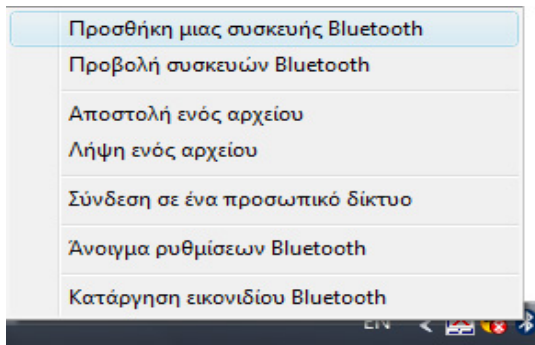 Προσθήκη μιας συσκευής Bluetooth
Προβολή συσκευών Bluetooth
Αποστολή ενός αρχείου
Λήψη ενός αρχείου
Σύνδεση σε ένα προσωπικό δίκτυο
Άνοιγμα ρυθμίσεων Bluetooth
Κατάργηση εικονιδίου Bluetooth
EN